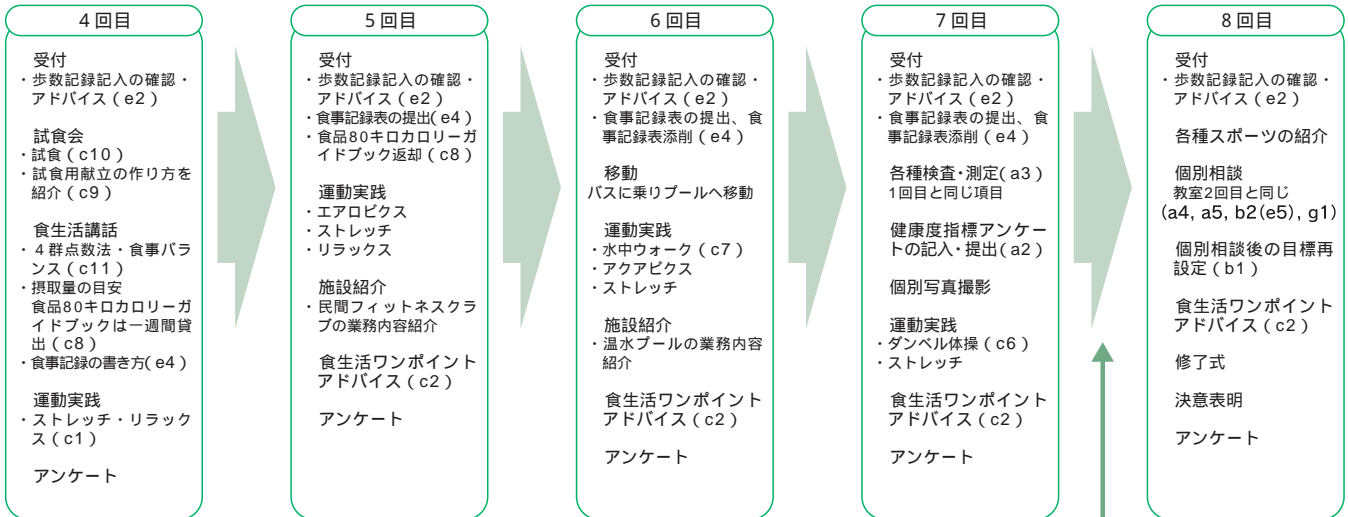 4回目
受付
・歩数記録記入の確認・
アドバイス（e2）
試食会
・試食（c10）
・試食用献立の作り方を
紹介（c9）
食生活講話
・４群点数法・食事バラ
ンス（c11）
・摂取量の目安
食品80キロカロリーガ
イドブックは一週間貸
出（c8）
・食事記録の書き方(e4）
運動実践
・ストレッチ・リラック
ス（c1）
アンケート
5回目
受付
・歩数記録記入の確認・
アドバイス（e2）
・食事記録表の提出(e4）
・食品80キロカロリーガ
イドブック返却（c8）
運動実践
・エアロビクス
・ストレッチ
・リラックス
施設紹介
・民間フィットネスクラ
ブの業務内容紹介
食生活ワンポイント
アドバイス（c2）
アンケート
6回目
受付
・歩数記録記入の確認・
アドバイス（e2）
・食事記録表の提出、食
事記録表添削（e4）
移動
バスに乗りプールへ移動
運動実践
・水中ウォーク（c7）
・アクアビクス
・ストレッチ
施設紹介
・温水プールの業務内容
紹介
食生活ワンポイント
アドバイス（c2）
アンケート
7回目
受付
・歩数記録記入の確認・
アドバイス（e2）
・食事記録表の提出、食
事記録表添削（e4）
各種検査・測定(a3）
1回目と同じ項目
健康度指標アンケー
トの記入・提出(a2）
個別写真撮影
運動実践
・ダンベル体操（c6）
・ストレッチ
食生活ワンポイント
アドバイス（c2）
アンケート
8回目
受付
・歩数記録記入の確認・
アドバイス（e2）
各種スポーツの紹介
個別相談
教室2回目と同じ
(a4, a5, b2(e5), g1)
個別相談後の目標再
設定（b1）
食生活ワンポイント
アドバイス（c2）
修了式
決意表明
アンケート